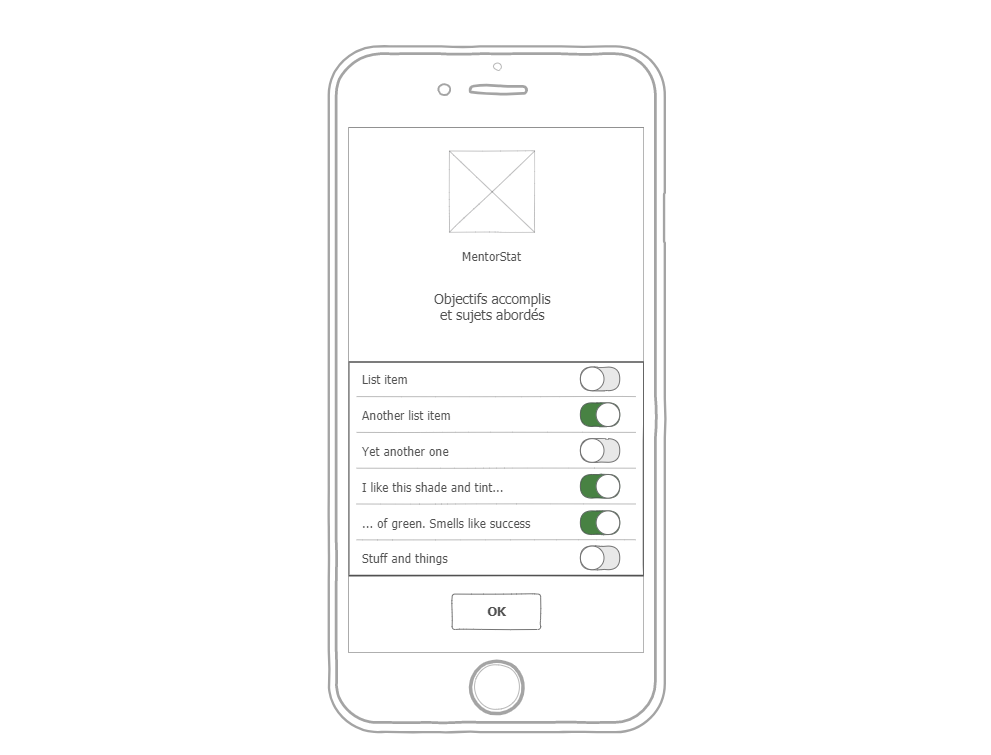 MentorStat
Objectifs accomplis
et sujets abordés
List item
Another list item
Yet another one
I like this shade and tint...
... of green. Smells like success
Stuff and things
OK